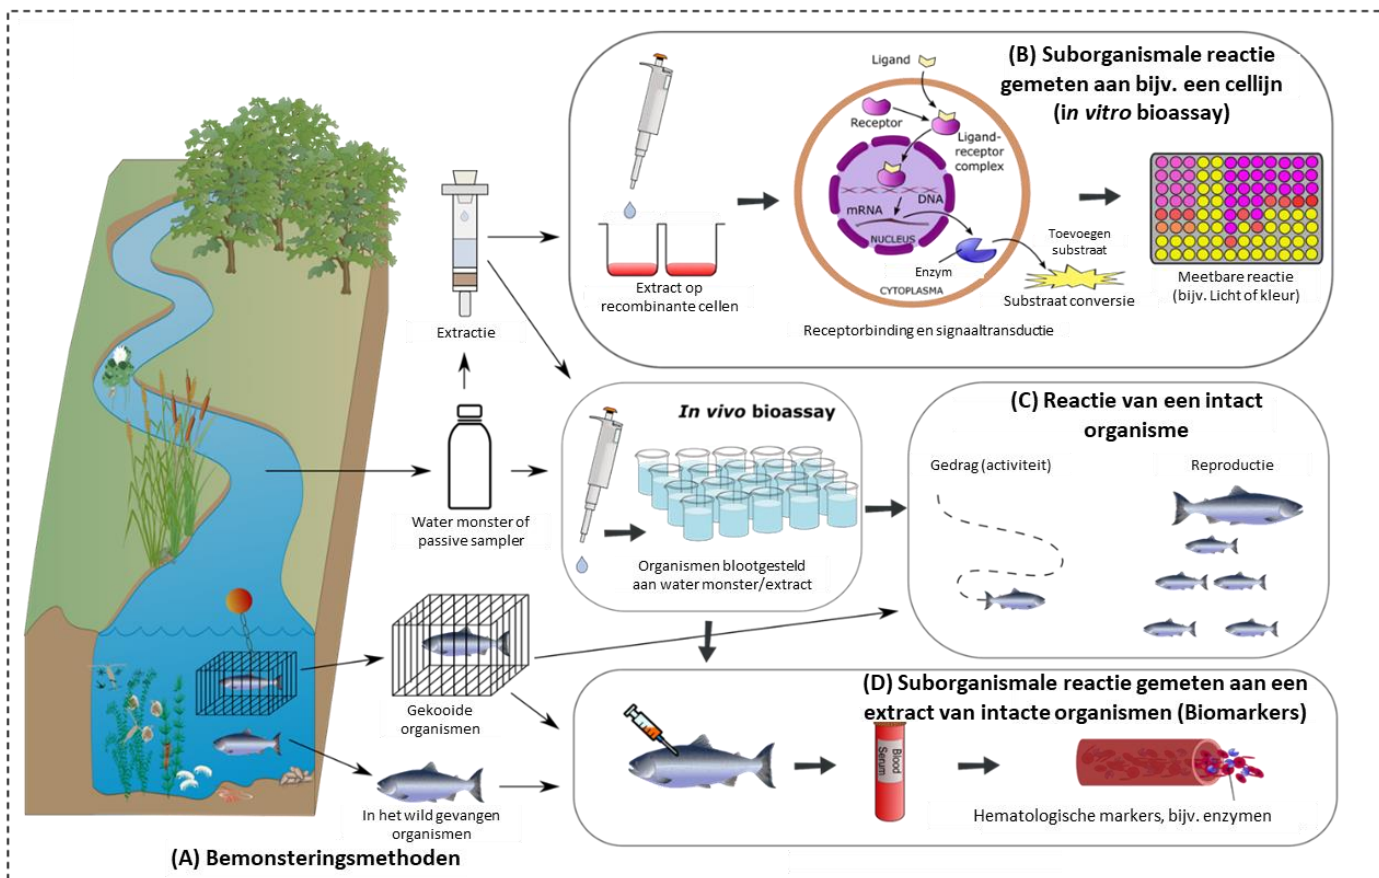 (B) Suborganismale reactie
gemeten aan bijv. een cellijn
(in vitro bioassay)
Ligand
Receptor
Ligand-
receptor
complex
DNA
mRNA
NUCLEUS
Enzym
CYTOPLASMA
Toevoegen
substraat
Substraat conversie
Meetbare reactie
(bijv. Licht of kleur)
Extract op
recombinante cellen
Receptorbinding en signaaltransductie
Extractie
Water monster of
passive sampler
In vivo bioassay
Organismen blootgesteld
aan water monster/extract
(C) Reactie van een intact
organisme
Gedrag (activiteit)
Reproductie
Gekooide
organismen
In het wild gevangen
organismen
(D) Suborganismale reactie gemeten aan een
extract van intacte organismen (Biomarkers)
Blood
Serum
Hematologische markers, bijv. enzymen
(A) Bemonsteringsmethoden